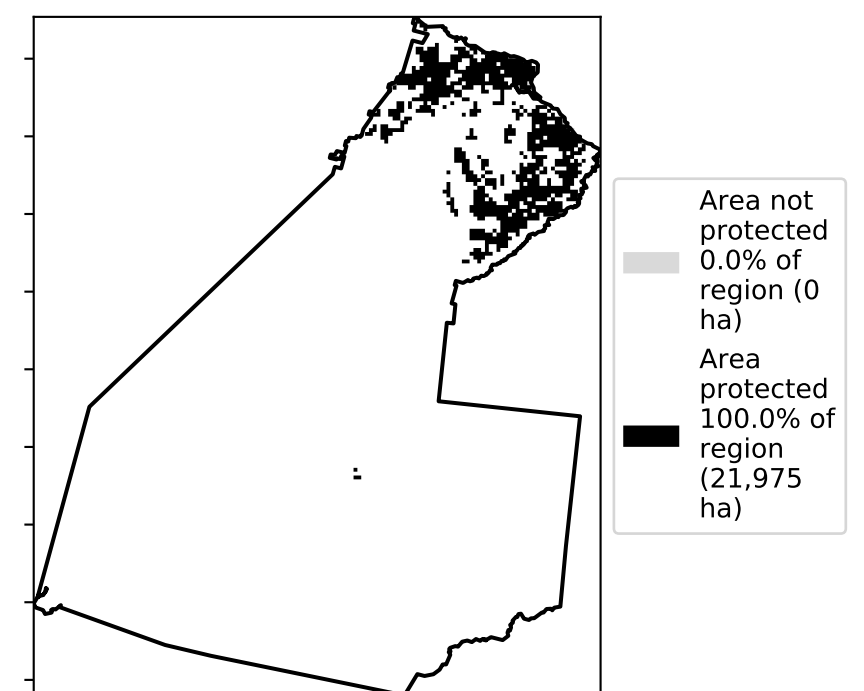 Area not
protected
0.0% of
region (0
ha)
Area
protected
100.0% of
region
(21,975
ha)